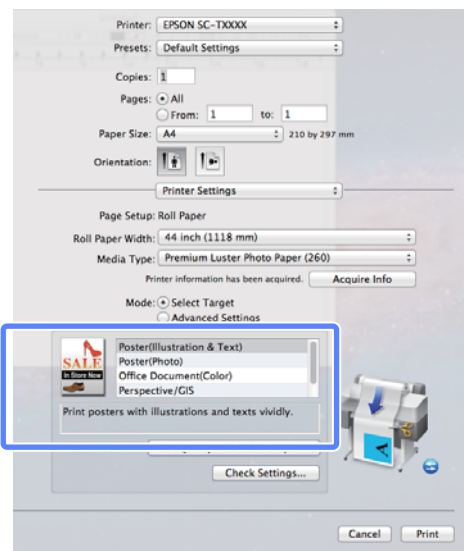 Printer: EPSON SC-TXXXX
Presets: Default Settings
Copies: 1
Pages: All
From: 1 to: 1
Paper Size: A4 210 by 297 mm
Orientation:
Printer Settings
Page Setup: Roll Paper
Roll Paper Width: 44 inch (1118 mm)
Media Type: Premium Luster Photo Paper (260)
Printer information has been acquired. Acquire Info
Mode: Select Target
Advanced Settings
SALE
In Store Now
Poster(Illustration & Text)
Poster(Photo)
Office Document(Color)
Perspective/GIS
Print posters with illustrations and texts vividly.
Check Settings...
Cancel Print